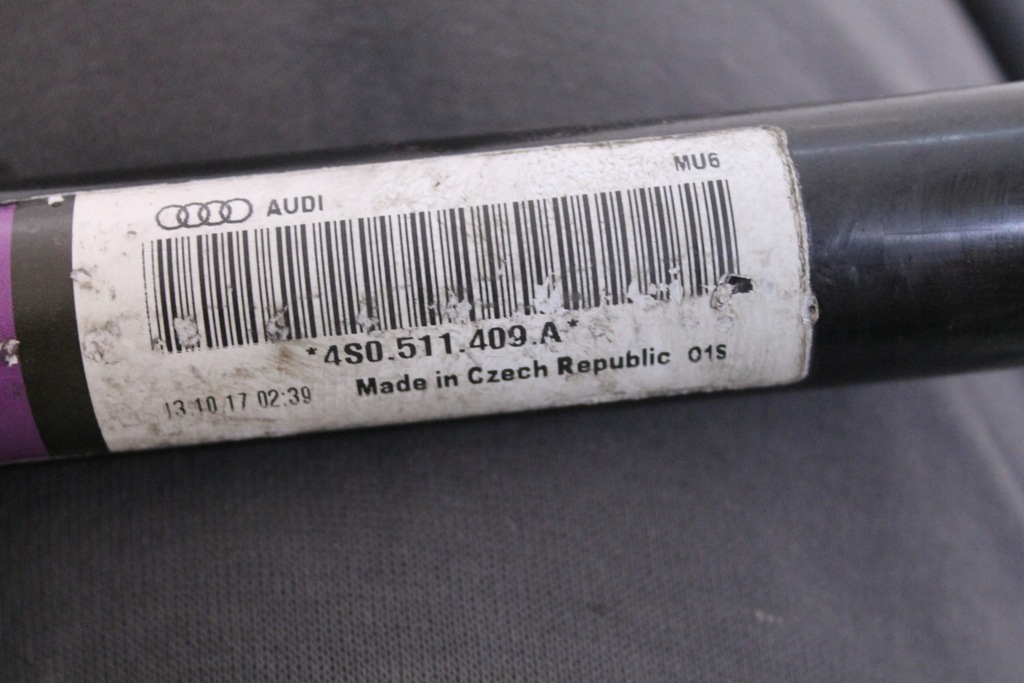 AUDI MU6
*4S0.511.409.A*
Made in Czech Republic 01S
13.10.17 02:39